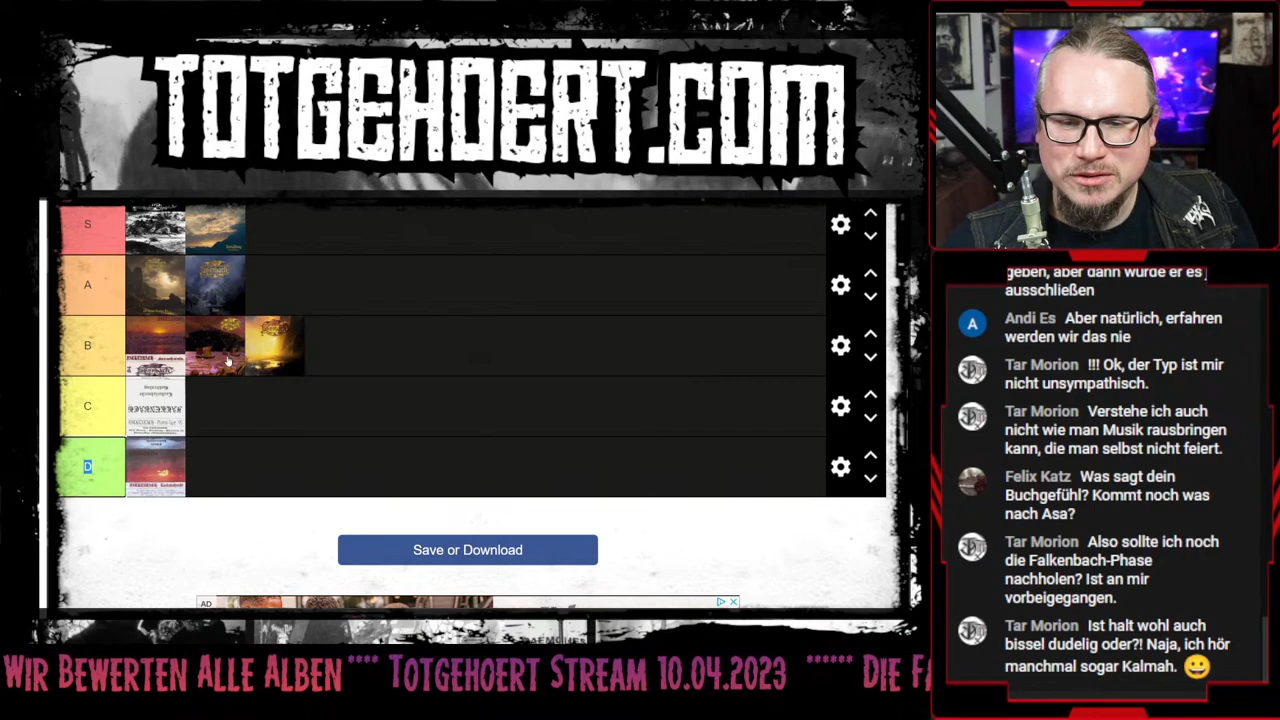 TOTGEHOERT.COM
S
A
B
C
D
Save or Download
AD
geben, aber dann würde er es j
ausschließen
A
Andi Es Aber natürlich, erfahren
werden wir das nie
Tar Morion !!! Ok, der Typ ist mir
nicht unsympathisch.
Tar Morion Verstehe ich auch
nicht wie man Musik rausbringen
kann, die man selbst nicht feiert.
Felix Katz Was sagt dein
Buchgefühl? Kommt noch was
nach Asa?
Tar Morion Also sollte ich noch
die Falkenbach-Phase
nachholen? Ist an mir
vorbeigegangen.
Tar Morion Ist halt wohl auch
bissel dudelig oder?! Naja, ich hör
manchmal sogar Kalmah. 😀
WIR BEWERTEN ALLE ALBEN **** TOTGEHOERT STREAM 10.04.2023 ****** DIE FA